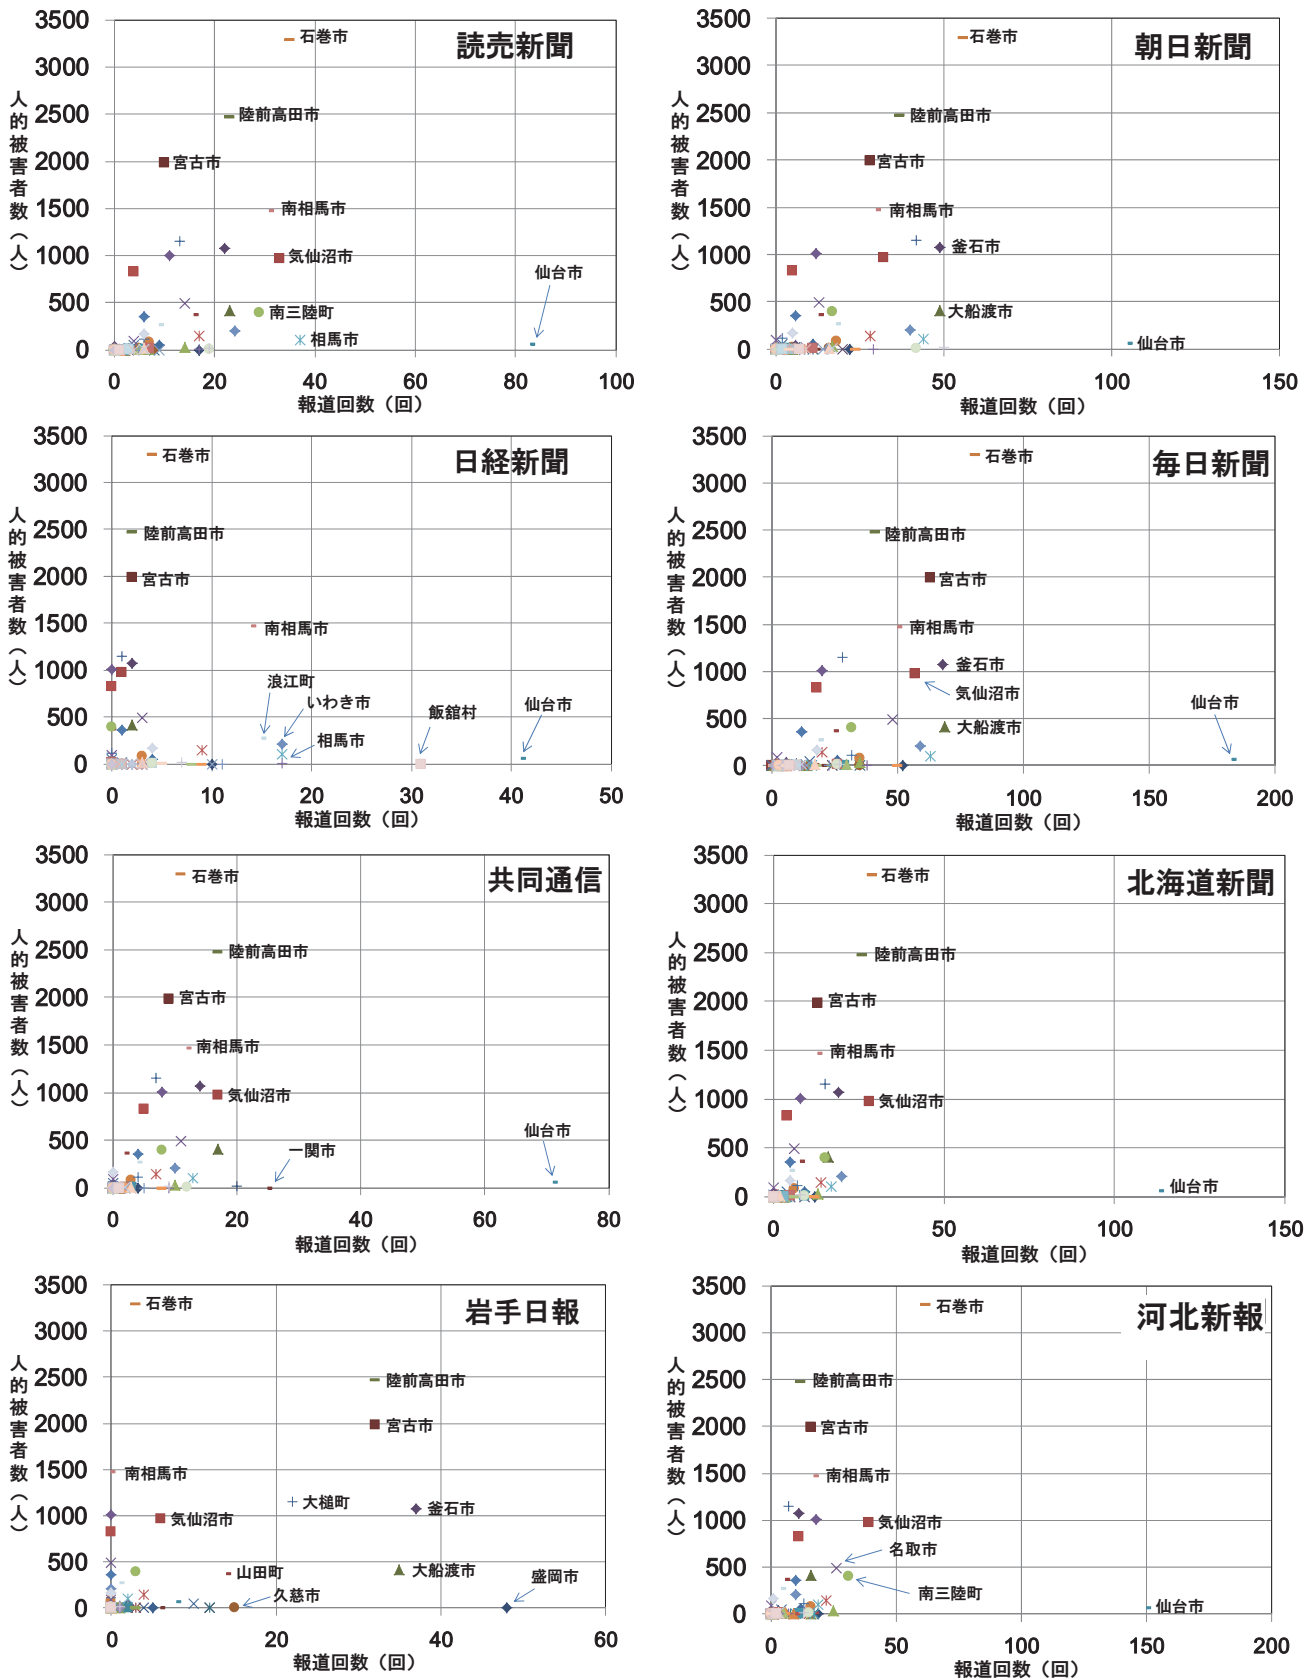 読売新聞
人的被害者数（人）
3500
3000
2500
2000
1500
1000
500
0
石巻市
陸前高田市
宮古市
南相馬市
気仙沼市
仙台市
南三陸町
相馬市
0 20 40 60 80 100
報道回数（回）
朝日新聞
人的被害者数（人）
3500
3000
2500
2000
1500
1000
500
0
石巻市
陸前高田市
宮古市
南相馬市
釜石市
大船渡市
仙台市
0 50 100 150
報道回数（回）
日経新聞
人的被害者数（人）
3500
3000
2500
2000
1500
1000
500
0
石巻市
陸前高田市
宮古市
南相馬市
浪江町
いわき市
飯舘村
仙台市
相馬市
0 10 20 30 40 50
報道回数（回）
毎日新聞
人的被害者数（人）
3500
3000
2500
2000
1500
1000
500
0
石巻市
陸前高田市
宮古市
南相馬市
釜石市
気仙沼市
仙台市
大船渡市
0 50 100 150 200
報道回数（回）
共同通信
人的被害者数（人）
3500
3000
2500
2000
1500
1000
500
0
石巻市
陸前高田市
宮古市
南相馬市
気仙沼市
仙台市
一関市
0 20 40 60 80
報道回数（回）
北海道新聞
人的被害者数（人）
3500
3000
2500
2000
1500
1000
500
0
石巻市
陸前高田市
宮古市
南相馬市
気仙沼市
仙台市
0 50 100 150
報道回数（回）
岩手日報
人的被害者数（人）
3500
3000
2500
2000
1500
1000
500
0
石巻市
陸前高田市
宮古市
南相馬市
大槌町
釜石市
気仙沼市
山田町
大船渡市
盛岡市
久慈市
0 20 40 60
報道回数（回）
河北新報
人的被害者数（人）
3500
3000
2500
2000
1500
1000
500
0
石巻市
陸前高田市
宮古市
南相馬市
気仙沼市
名取市
南三陸町
仙台市
0 50 100 150 200
報道回数（回）